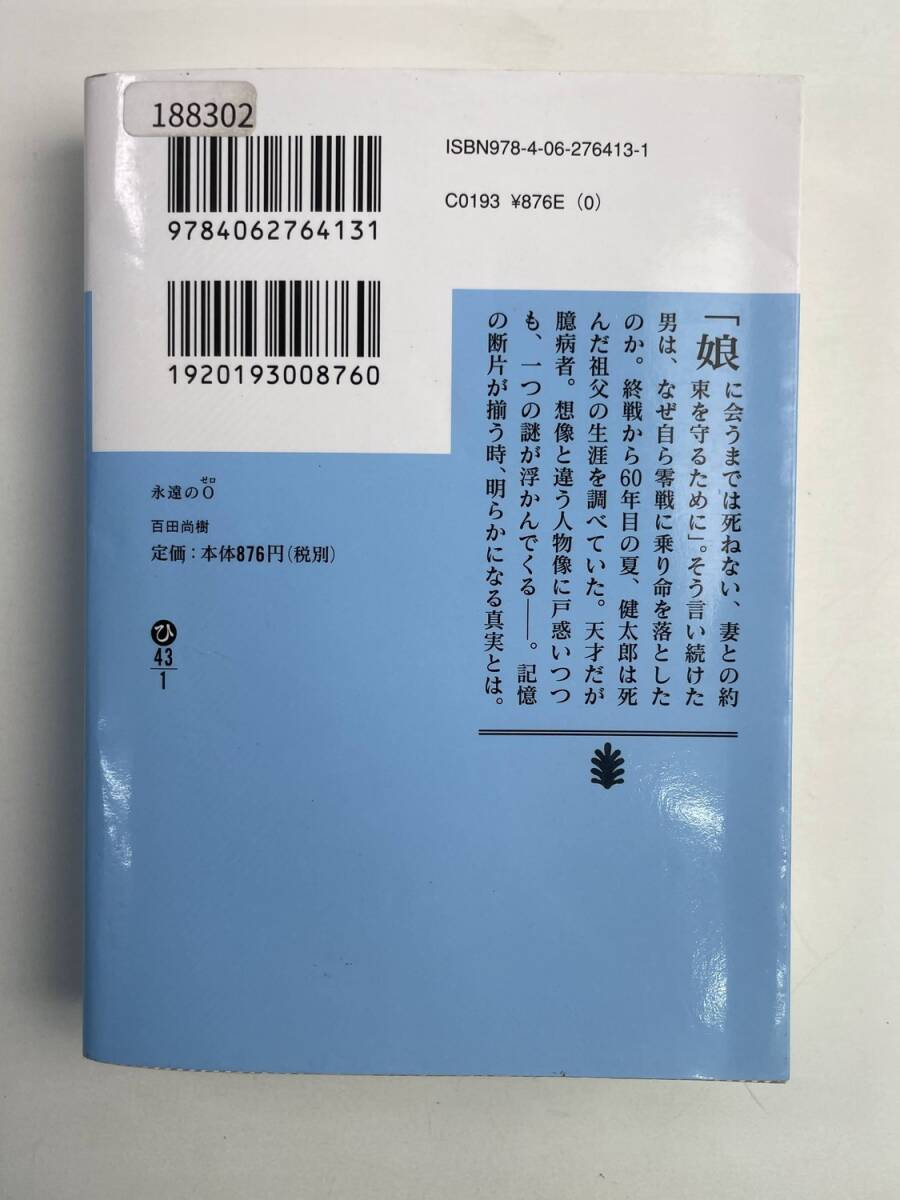 188302
9784062764131
1920193008760
ISBN978-4-06-276413-1
C0193 ¥876E (0)
「娘に会うまでは死ねない、妻との約
束を守るために」。そう言い続けた
男は、なぜ自ら零戦に乗り命を落とした
のか。終戦から60年目の夏、健太郎は死
んだ祖父の生涯を調べていた。天才だが
臆病者。想像と違う人物像に戸惑いつつ
も、一つの謎が浮かんでくる――。記憶
の断片が揃う時、明らかになる真実とは。
ゼロ
永遠の0
百田尚樹
定価:本体876円(税別)
ひ
43
1